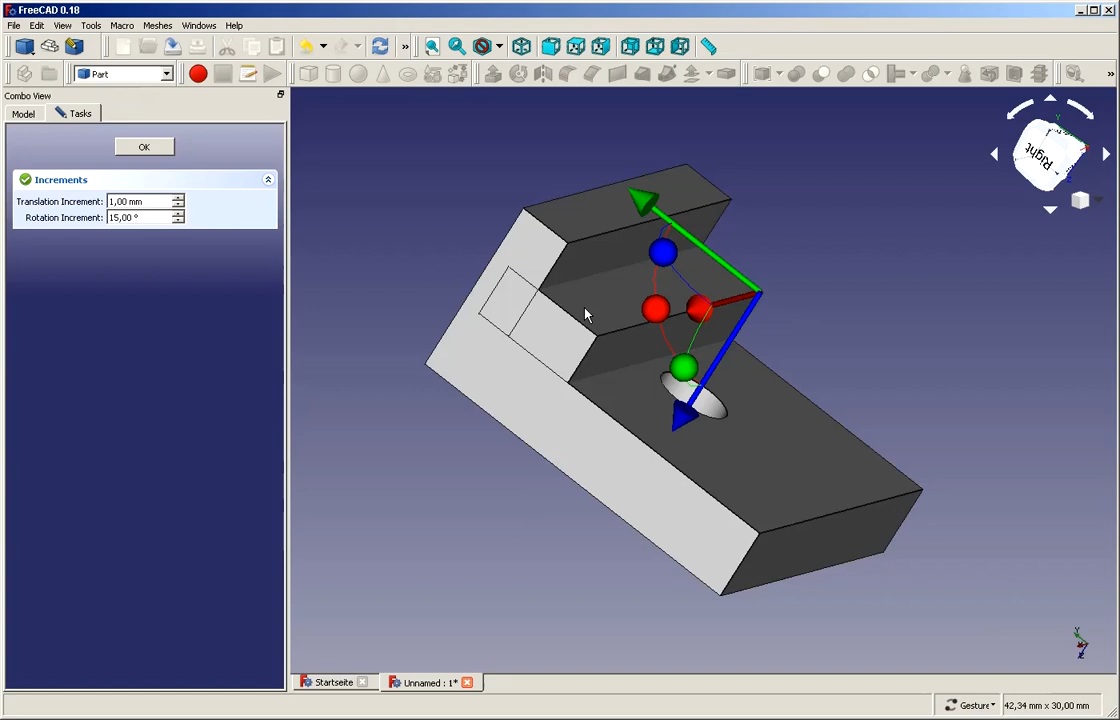 FreeCAD 0.18
File Edit View Tools Macro Meshes Windows Help
»
Part
»
Combo View
Model Tasks
OK
Increments
Translation Increment: 1,00 mm
Rotation Increment: 15,00 °
Right
Y
Startseite
Unnamed : 1*
Gesture
42,34 mm x 30,00 mm